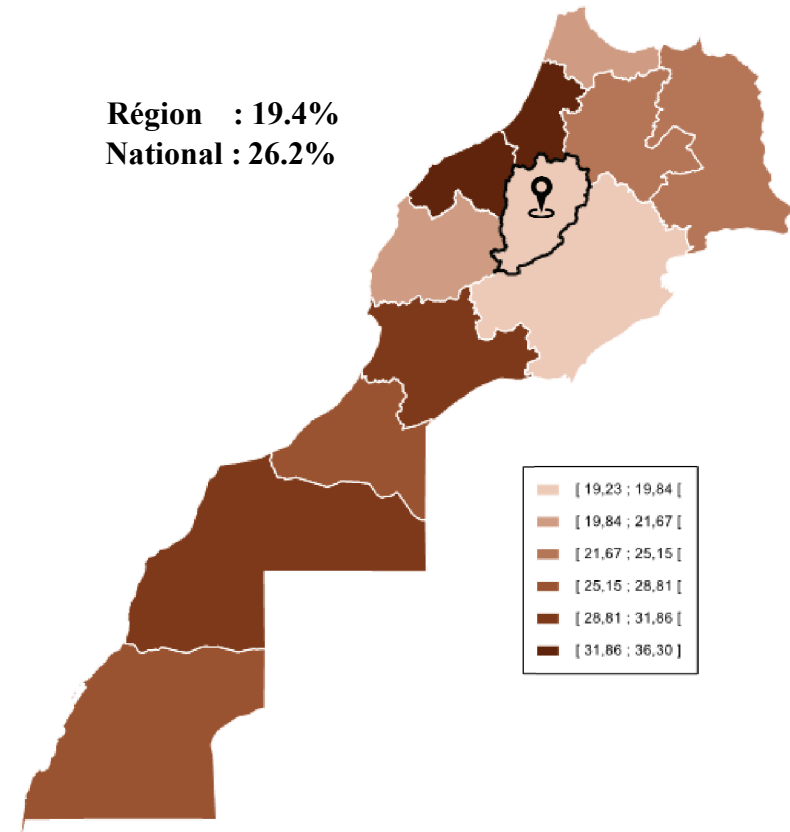 Région : 19.4%
National : 26.2%
[ 19,23 ; 19,84 [
[ 19,84 ; 21,67 [
[ 21,67 ; 25,15 [
[ 25,15 ; 28,81 [
[ 28,81 ; 31,86 [
[ 31,86 ; 36,30 ]